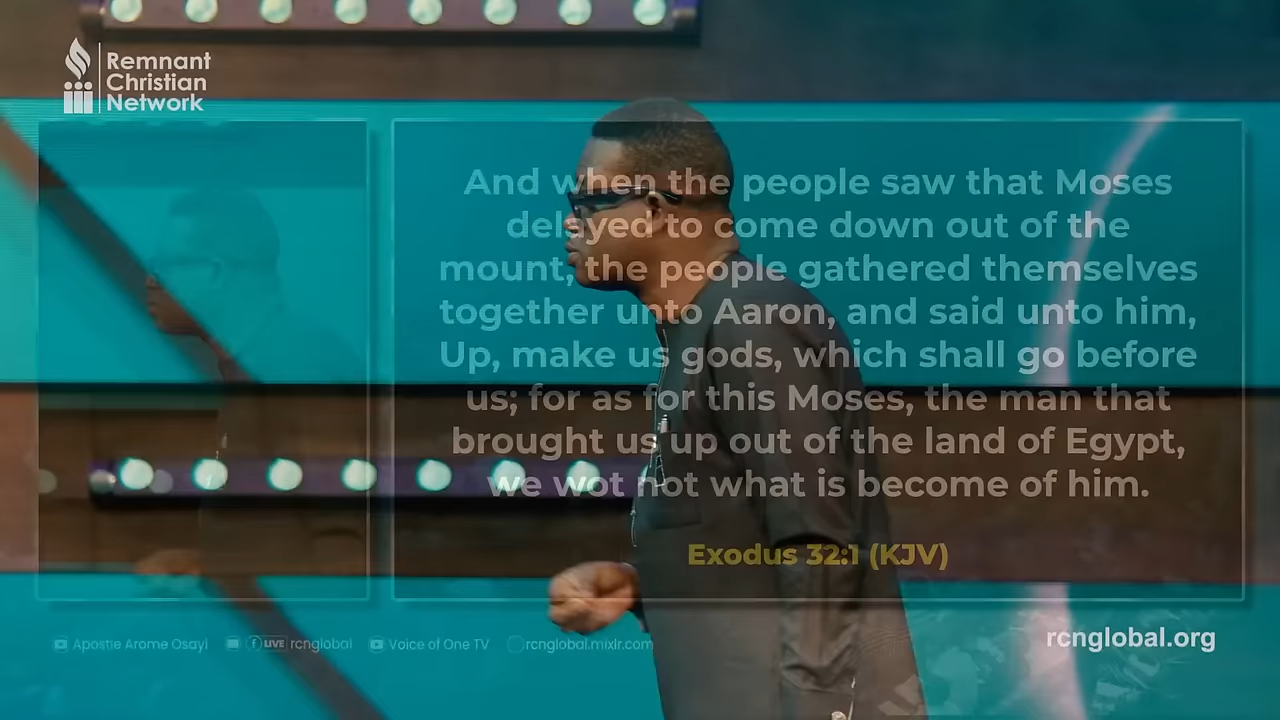 Remnant
Christian
Network
And when the people saw that Moses
delayed to come down out of the
mount, the people gathered themselves
together unto Aaron, and said unto him,
Up, make us gods, which shall go before
us; for as for this Moses, the man that
brought us up out of the land of Egypt,
we wot not what is become of him.
Exodus 32:1 (KJV)
Apostle Arome Osayi
LIVE rcnglobal
Voice of One TV
rcnglobal.mixlr.com
rcnglobal.org